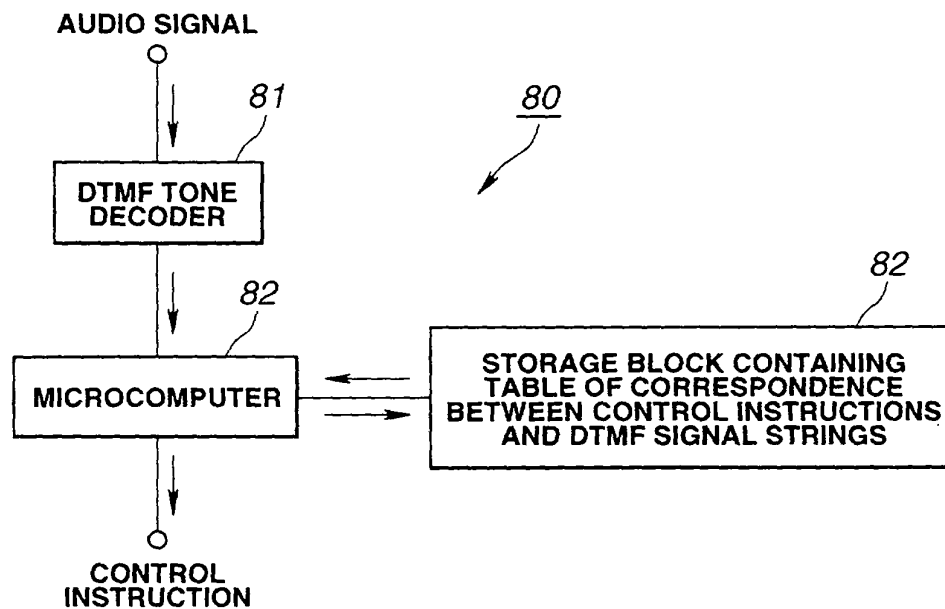 AUDIO SIGNAL
81
80
DTMF TONE
DECODER
82
82
MICROCOMPUTER
STORAGE BLOCK CONTAINING
TABLE OF CORRESPONDENCE
BETWEEN CONTROL INSTRUCTIONS
AND DTMF SIGNAL STRINGS
CONTROL
INSTRUCTION